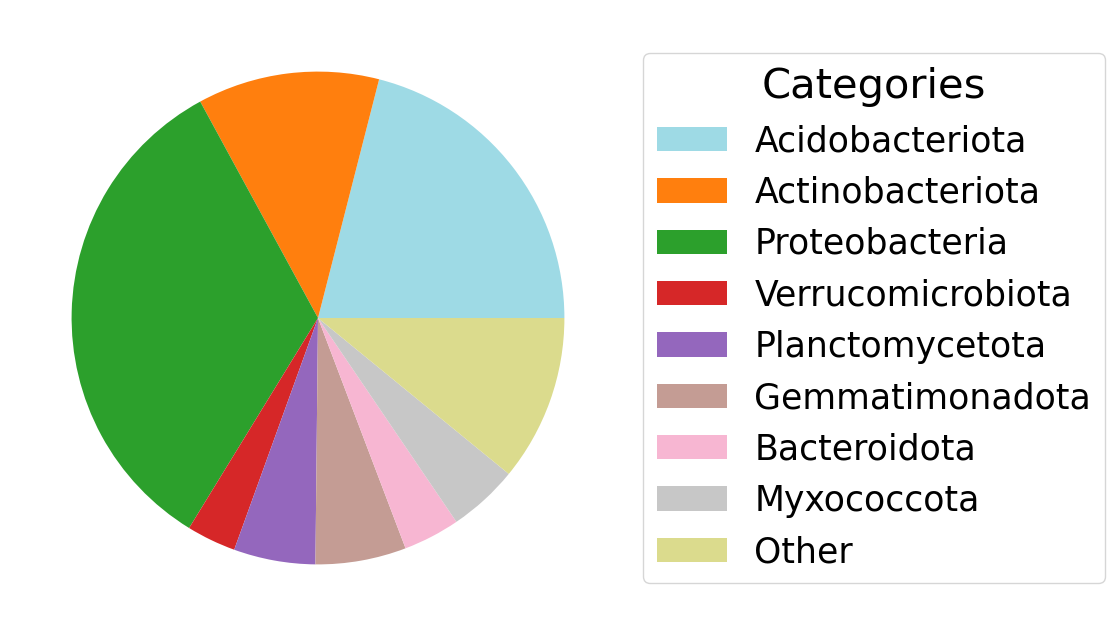 Categories
Acidobacteriota
Actinobacteriota
Proteobacteria
Verrucomicrobiota
Planctomycetota
Gemmatimonadota
Bacteroidota
Myxococcota
Other